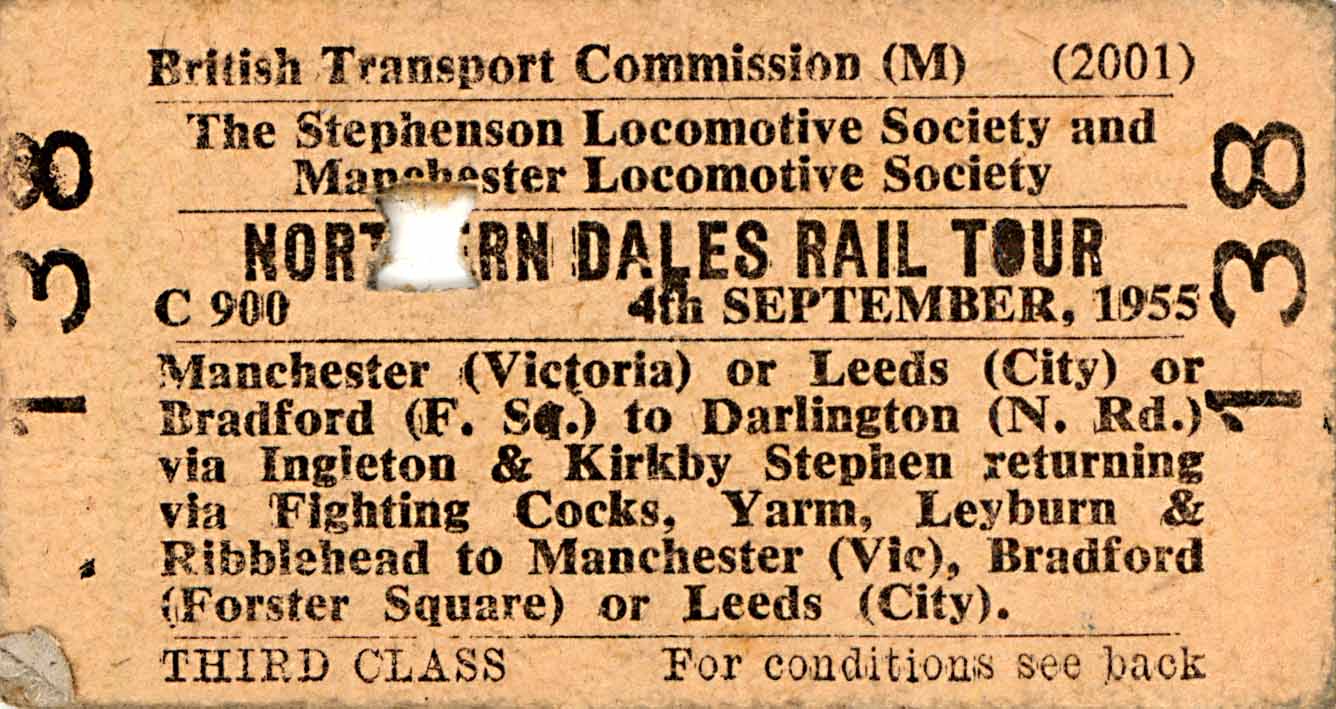 British Transport Commission (M) (2001)
The Stephenson Locomotive Society and
Manchester Locomotive Society
NORTHERN DALES RAIL TOUR
C 900 4th SEPTEMBER, 1955
Manchester (Victoria) or Leeds (City) or
Bradford (F. Sq.) to Darlington (N. Rd.)
via Ingleton & Kirkby Stephen returning
via Fighting Cocks, Yarm, Leyburn &
Ribblehead to Manchester (Vic), Bradford
(Forster Square) or Leeds (City).
THIRD CLASS For conditions see back
138
138